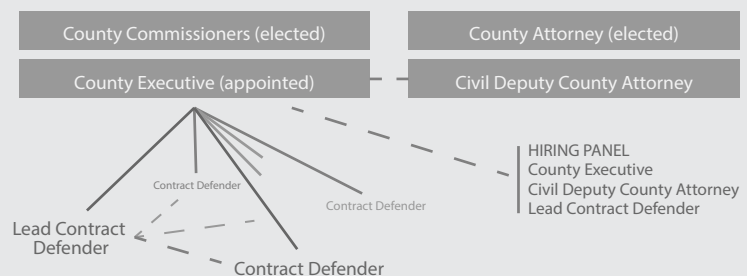 County Commissioners (elected)
County Attorney (elected)
County Executive (appointed)
Civil Deputy County Attorney
HIRING PANEL
County Executive
Civil Deputy County Attorney
Lead Contract Defender
Contract Defender
Contract Defender
Lead Contract
Defender
Contract Defender